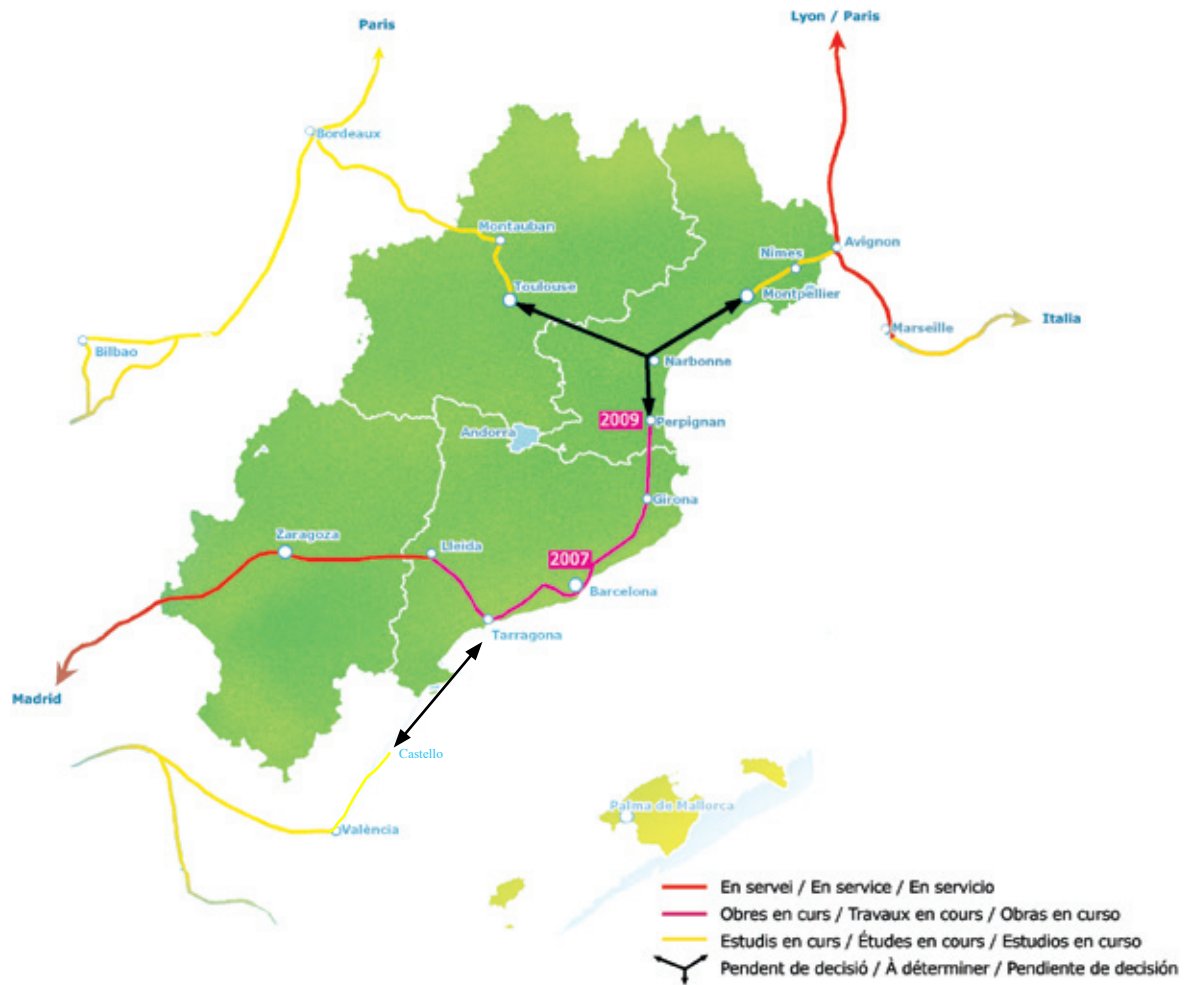 Lyon / Paris
Paris
Bordeaux
Montauban
Avignon
Nîmes
Toulouse
Montpellier
Italia
Marseille
Bilbao
Narbonne
2009
Perpignan
Andorra
Girona
Zaragoza
Lleida
2007
Barcelona
Tarragona
Madrid
Castello
Palma de Mallorca
València
En servei / En service / En servicio
Obres en curs / Travaux en cours / Obras en curso
Estudis en curs / Études en cours / Estudios en curso
Pendent de decisió / À déterminer / Pendiente de decisión